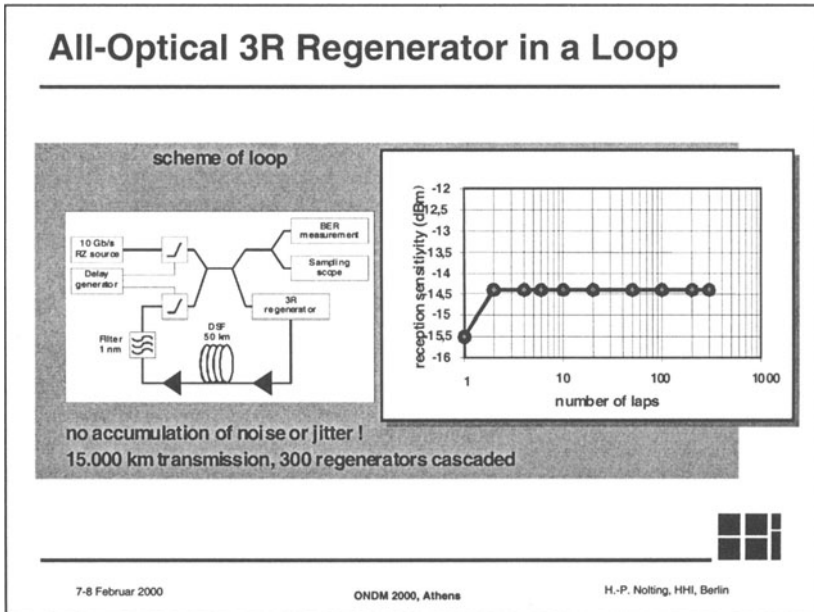 All-Optical 3R Regenerator in a Loop
scheme of loop
10 Gb/s
RZ source
Delay
generator
Filter
1 nm
DSF
50 km
3R
regenerator
BER
measurement
Sampling
scope
reception sensitivity (dBm)
-12
-12,5
-13
-13,5
-14
-14,5
-15
-15,5
-16
1
10
100
1000
number of laps
no accumulation of noise or jitter !
15.000 km transmission, 300 regenerators cascaded
7-8 Februar 2000
ONDM 2000, Athens
H.-P. Nolting, HHI, Berlin